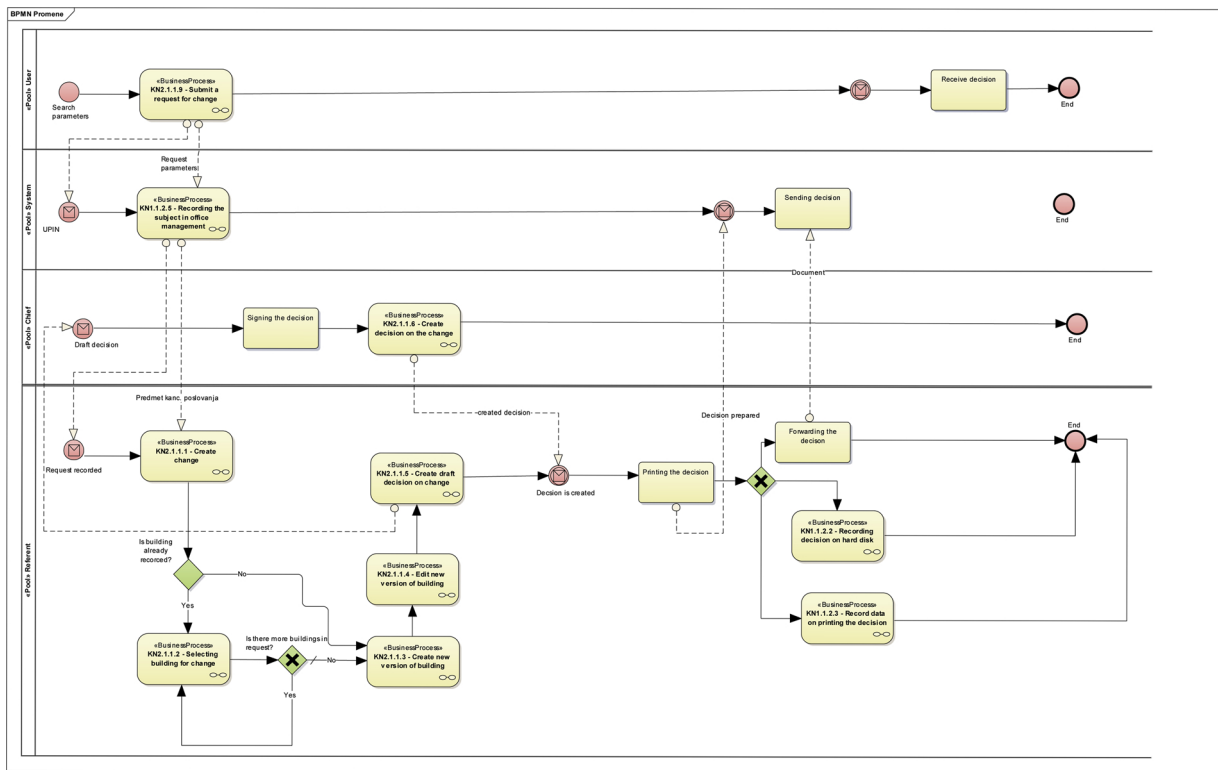 BPMN Promene
«Pool» User
Search
parameters
«BusinessProcess»
KN2.1.1.9 - Submit a
request for change
Receive decision
End
Request
parameters
«Pool» System
UPIN
«BusinessProcess»
KN1.1.2.5 - Recording the
subject in office
management
Sending decision
End
Document
«Pool» Chief
Draft decision
Signing the decision
«BusinessProcess»
KN2.1.1.6 - Create
decision on the change
End
«Pool» Referent
Predmet kanc. poslovanja
created decision
Decision prepared
Request recorded
«BusinessProcess»
KN2.1.1.1 - Create
change
«BusinessProcess»
KN2.1.1.5 - Create draft
decision on change
Decsion is created
Printing the decision
Forwarding the
decison
End
«BusinessProcess»
KN1.1.2.2 - Recording
decision on hard disk
Is building
already
recorced?
No
Yes
«BusinessProcess»
KN2.1.1.4 - Edit new
version of building
«BusinessProcess»
KN1.1.2.3 - Record data
on printing the decision
«BusinessProcess»
KN2.1.1.2 - Selecting
building for change
Is there more buildings in
request?
No
Yes
«BusinessProcess»
KN2.1.1.3 - Create new
version of building